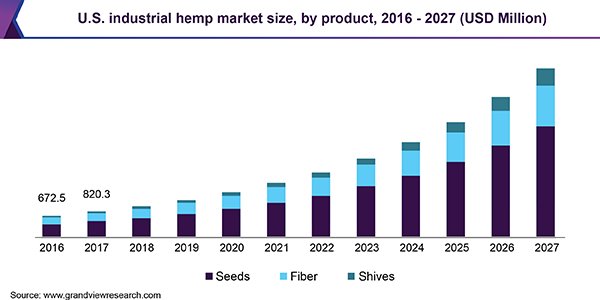 U.S. industrial hemp market size, by product, 2016 - 2027 (USD Million)
672.5 820.3
2016 2017 2018 2019 2020 2021 2022 2023 2024 2025 2026 2027
Seeds Fiber Shives
Source: www.grandviewresearch.com